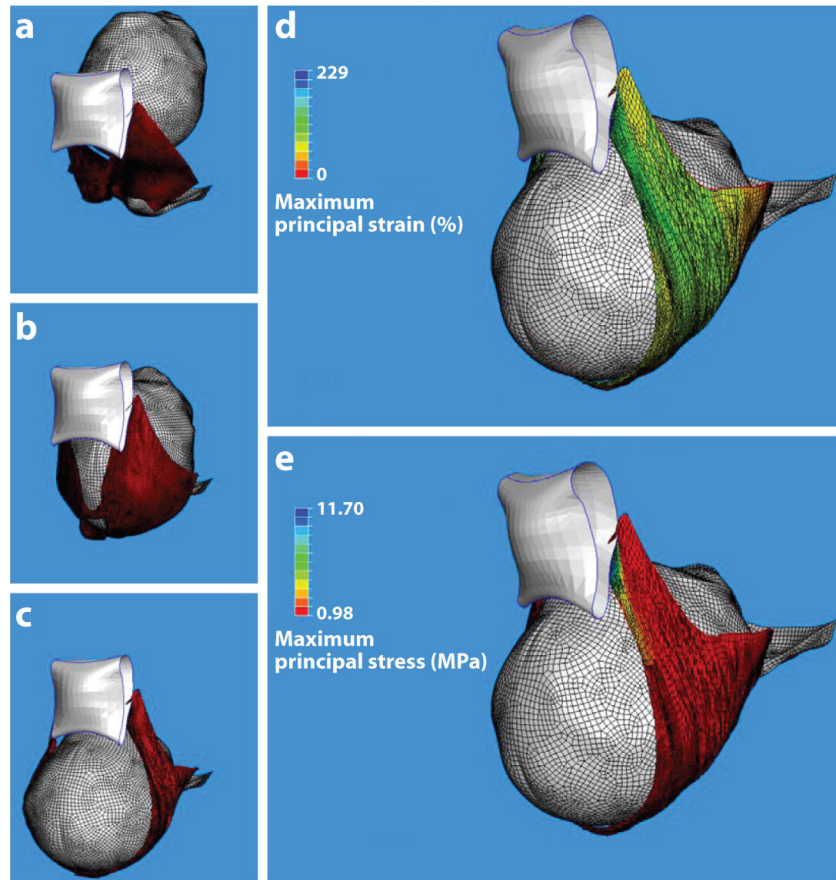 a
b
c
d
229
0
Maximum
principal strain (%)
e
11.70
0.98
Maximum
principal stress (MPa)